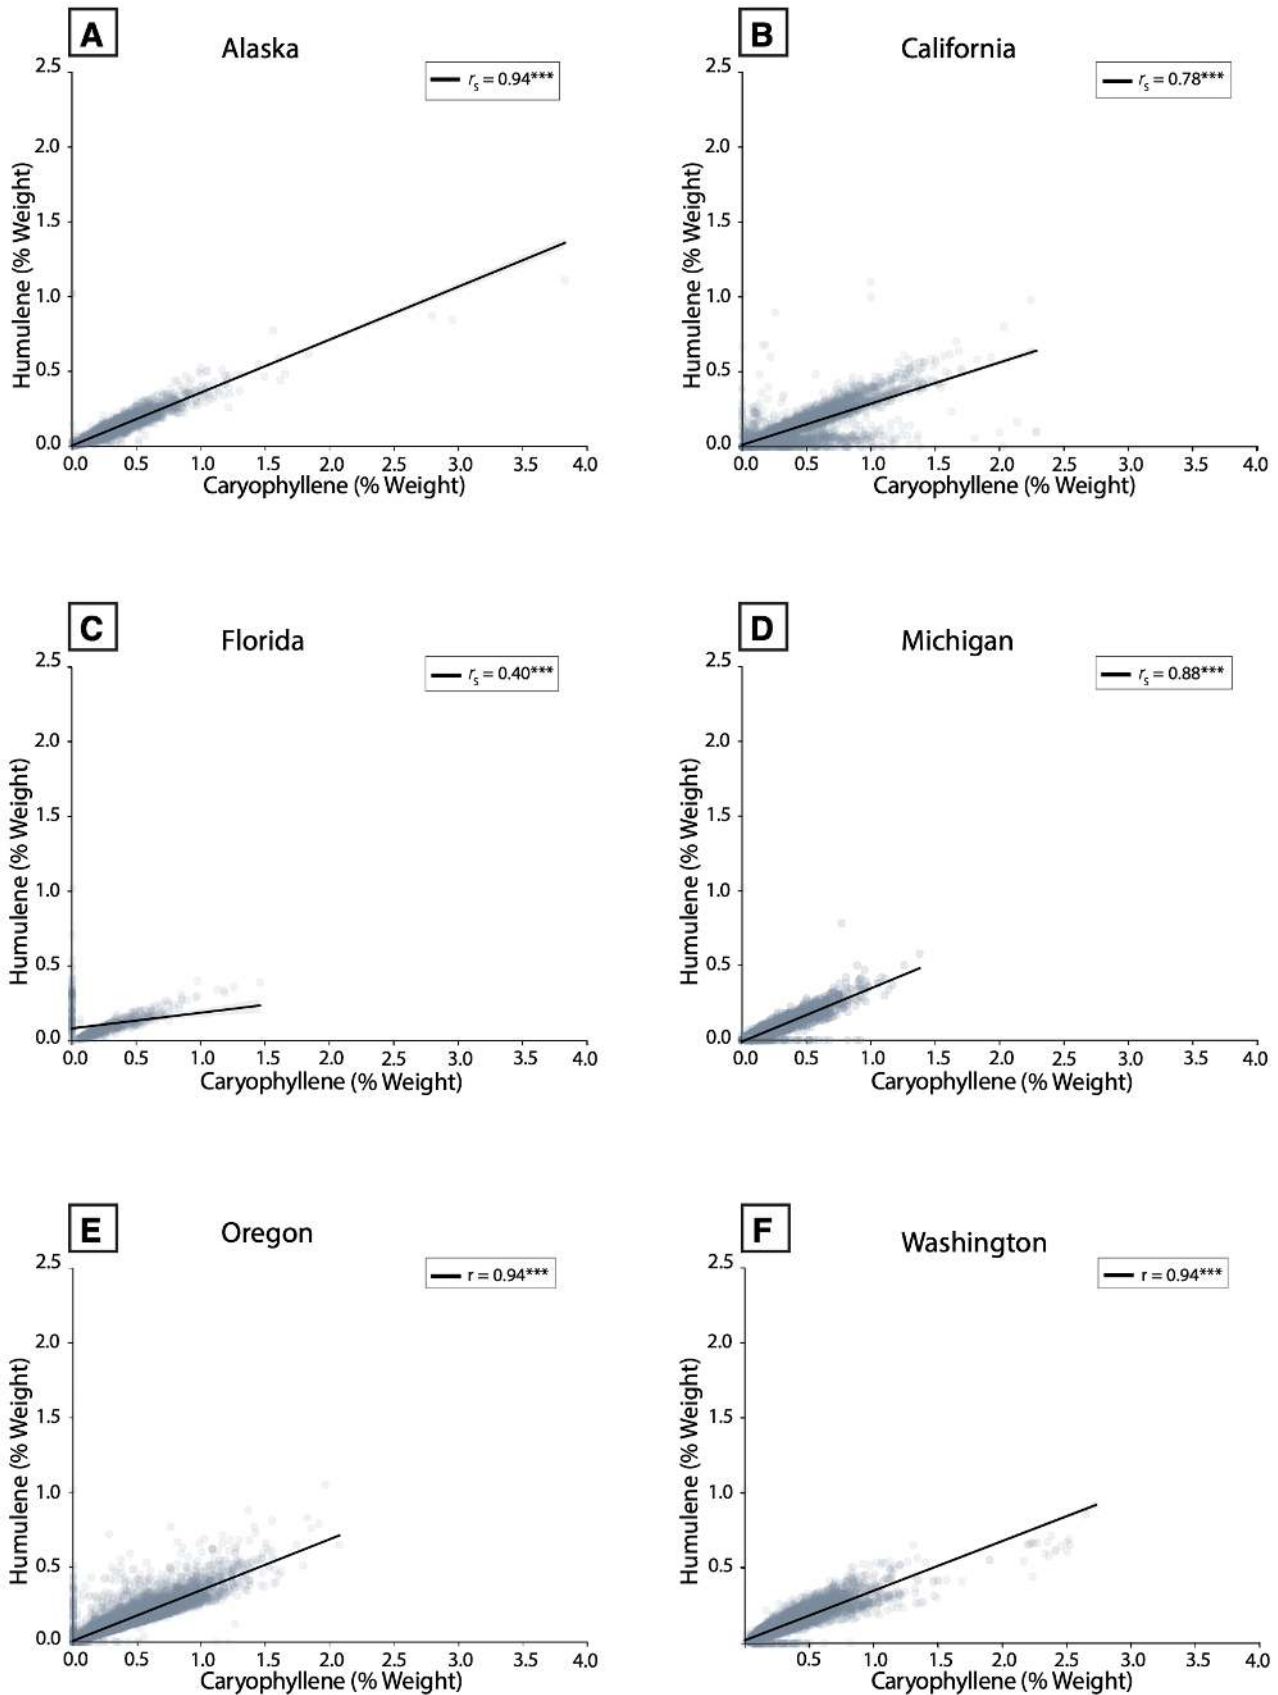 A
Alaska
r_s = 0.94***
2.5
2.0
1.5
1.0
0.5
0.0
Humulene (% Weight)
0.0 0.5 1.0 1.5 2.0 2.5 3.0 3.5 4.0
Caryophyllene (% Weight)
B
California
r_s = 0.78***
2.5
2.0
1.5
1.0
0.5
0.0
Humulene (% Weight)
0.0 0.5 1.0 1.5 2.0 2.5 3.0 3.5 4.0
Caryophyllene (% Weight)
C
Florida
r_s = 0.40***
2.5
2.0
1.5
1.0
0.5
0.0
Humulene (% Weight)
0.0 0.5 1.0 1.5 2.0 2.5 3.0 3.5 4.0
Caryophyllene (% Weight)
D
Michigan
r_s = 0.88***
2.5
2.0
1.5
1.0
0.5
0.0
Humulene (% Weight)
0.0 0.5 1.0 1.5 2.0 2.5 3.0 3.5 4.0
Caryophyllene (% Weight)
E
Oregon
r = 0.94***
2.5
2.0
1.5
1.0
0.5
0.0
Humulene (% Weight)
0.0 0.5 1.0 1.5 2.0 2.5 3.0 3.5 4.0
Caryophyllene (% Weight)
F
Washington
r = 0.94***
2.5
2.0
1.5
1.0
0.5
Humulene (% Weight)
0.5 1.0 1.5 2.0 2.5 3.0 3.5 4.0
Caryophyllene (% Weight)